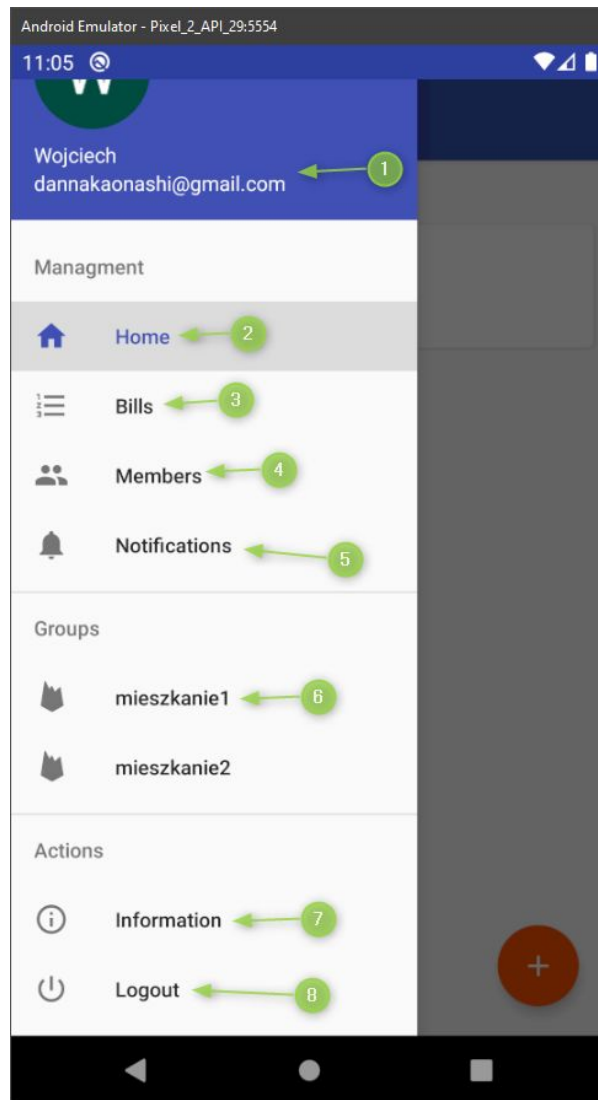 Android Emulator - Pixel_2_API_29:5554
11:05
W
Wojciech
dannakaonashi@gmail.com
1
Managment
Home
2
Bills
3
Members
4
Notifications
5
Groups
mieszkanie1
6
mieszkanie2
Actions
Information
7
Logout
8